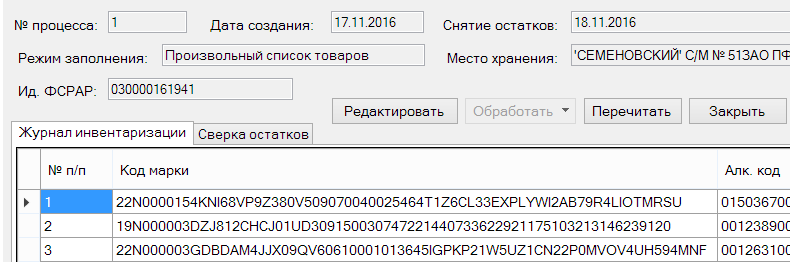 № процесса: 1 Дата создания: 17.11.2016 Снятие остатков: 18.11.2016
Режим заполнения: Произвольный список товаров Место хранения: 'СЕМЕНОВСКИЙ' С/М № 513АО ПФ
Ид. ФСРАР: 030000161941
Редактировать Обработать Перечитать Закрыть
Журнал инвентаризации Сверка остатков
№ п/п Код марки Алк. код
1 22N0000154KNI68VP9Z380V509070040025464T1Z6CL33EXPLYWI2AB79R4LIOTMRSU 015036700
2 19N000003DZJ812CHCJ01UD309150030747221440733622921175103213146239120 001238900
3 22N000003GDBDAM4JJX09QV60610001013645IGPKP21W5UZ1CN22P0MVOV4UH594MNF 001263100